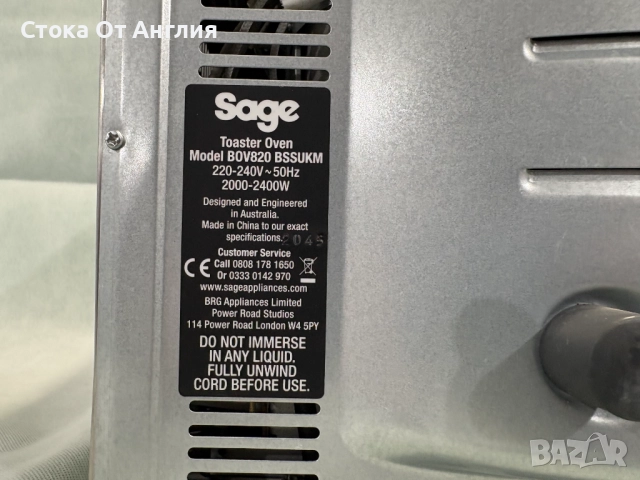 Стока От Англия
Sage
Toaster Oven
Model BOV820 BSSUKM
220-240V~50Hz
2000-2400W
Designed and Engineered
in Australia.
Made in China to our exact
specifications. 2045
Customer Service
CE Call 0808 178 1650
Or 0333 0142 970
www.sageappliances.com
BRG Appliances Limited
Power Road Studios
114 Power Road London W4 5PY
DO NOT IMMERSE
IN ANY LIQUID.
FULLY UNWIND
CORD BEFORE USE.
BAZAR